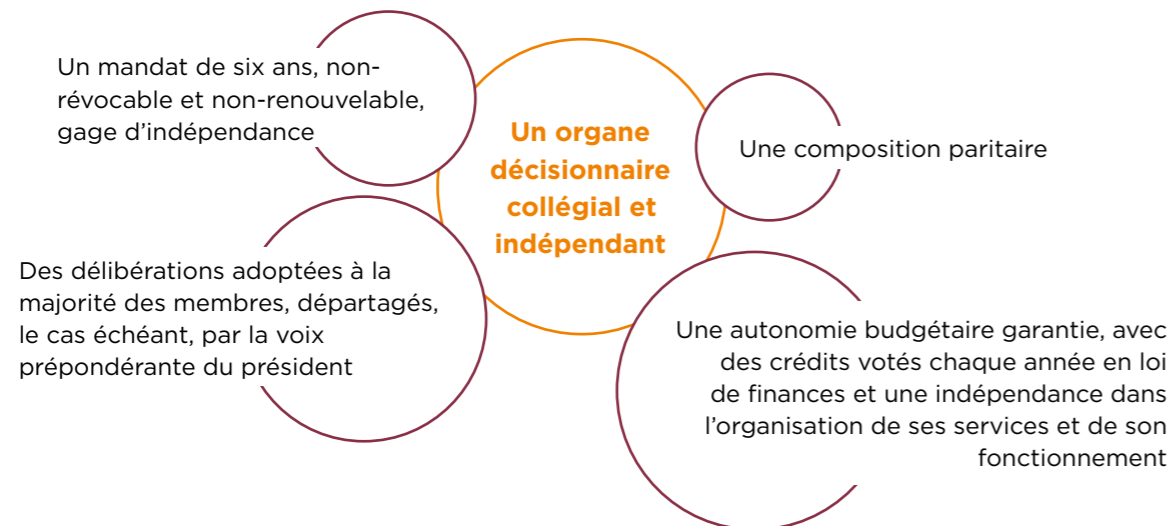 Un mandat de six ans, non-
révocable et non-renouvelable,
gage d’indépendance
Un organe
décisionnaire
collégial et
indépendant
Une composition paritaire
Des délibérations adoptées à la
majorité des membres, départagés,
le cas échéant, par la voix
prépondérante du président
Une autonomie budgétaire garantie, avec
des crédits votés chaque année en loi
de finances et une indépendance dans
l’organisation de ses services et de son
fonctionnement